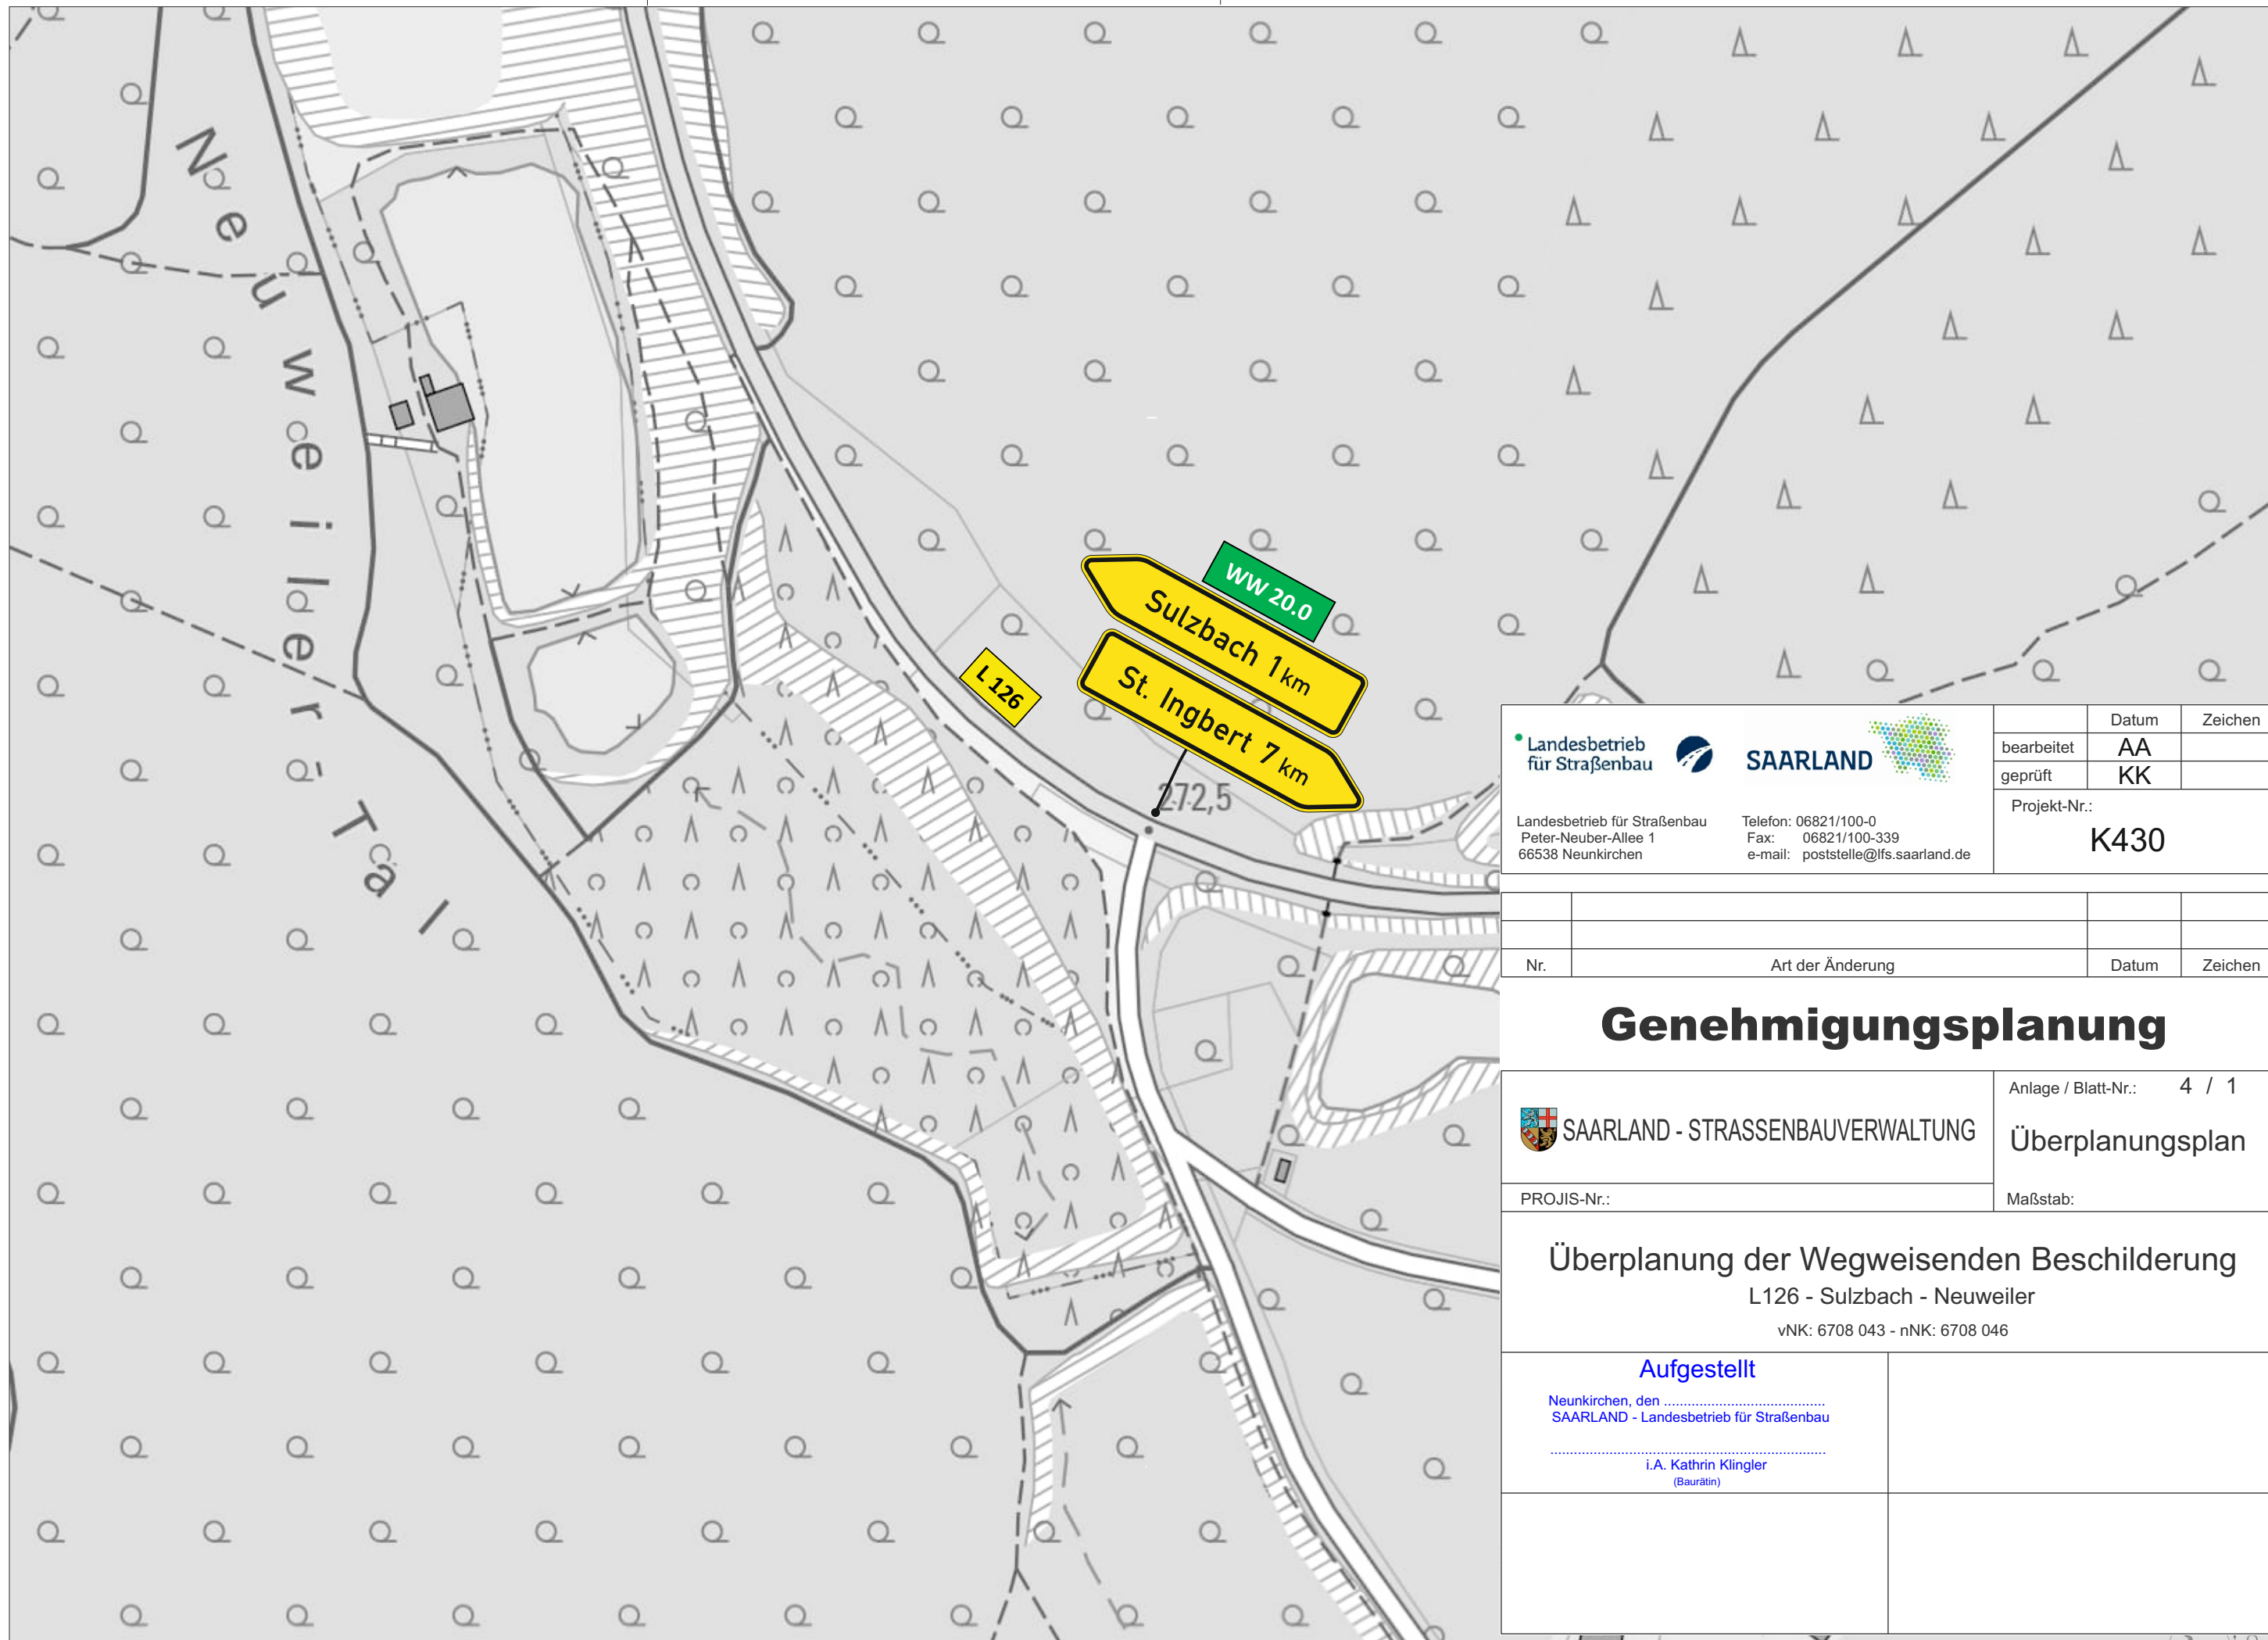 Neuweiler-Tal
WW 20.0
Sulzbach 1 km
St. Ingbert 7 km
L 126
272,5
Landesbetrieb
für Straßenbau
SAARLAND
Datum Zeichen
bearbeitet AA
geprüft KK
Landesbetrieb für Straßenbau
Peter-Neuber-Allee 1
66538 Neunkirchen
Telefon: 06821/100-0
Fax: 06821/100-339
e-mail: poststelle@lfs.saarland.de
Projekt-Nr.:
K430
Nr. Art der Änderung Datum Zeichen
Genehmigungsplanung
SAARLAND - STRASSENBAUVERWALTUNG
Anlage / Blatt-Nr.: 4 / 1
Überplanungsplan
PROJIS-Nr.:
Maßstab:
Überplanung der Wegweisenden Beschilderung
L126 - Sulzbach - Neuweiler
vNK: 6708 043 - nNK: 6708 046
Aufgestellt
Neunkirchen, den ..........................................
SAARLAND - Landesbetrieb für Straßenbau
.......................................................................
i.A. Kathrin Klingler
(Baurätin)